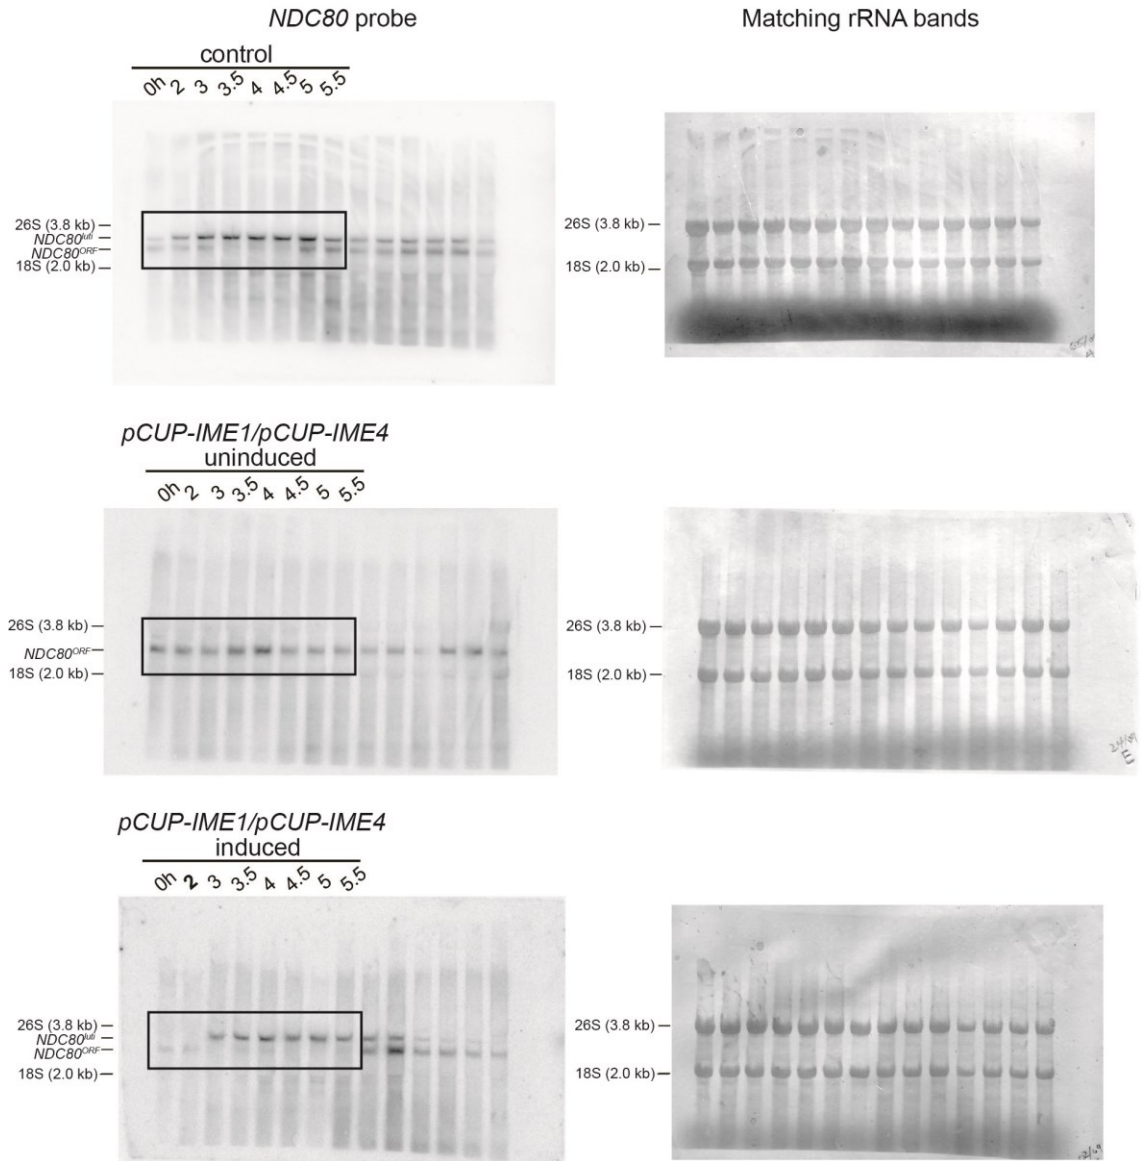 NDC80 probe
Matching rRNA bands
control
0h 2 3 3.5 4 4.5 5 5.5
26S (3.8 kb)
NDC80luti
NDC80ORF
18S (2.0 kb)
26S (3.8 kb)
18S (2.0 kb)
pCUP-IME1/pCUP-IME4
uninduced
0h 2 3 3.5 4 4.5 5 5.5
26S (3.8 kb)
NDC80ORF
18S (2.0 kb)
26S (3.8 kb)
18S (2.0 kb)
E
pCUP-IME1/pCUP-IME4
induced
0h 2 3 3.5 4 4.5 5 5.5
26S (3.8 kb)
NDC80luti
NDC80ORF
18S (2.0 kb)
26S (3.8 kb)
18S (2.0 kb)